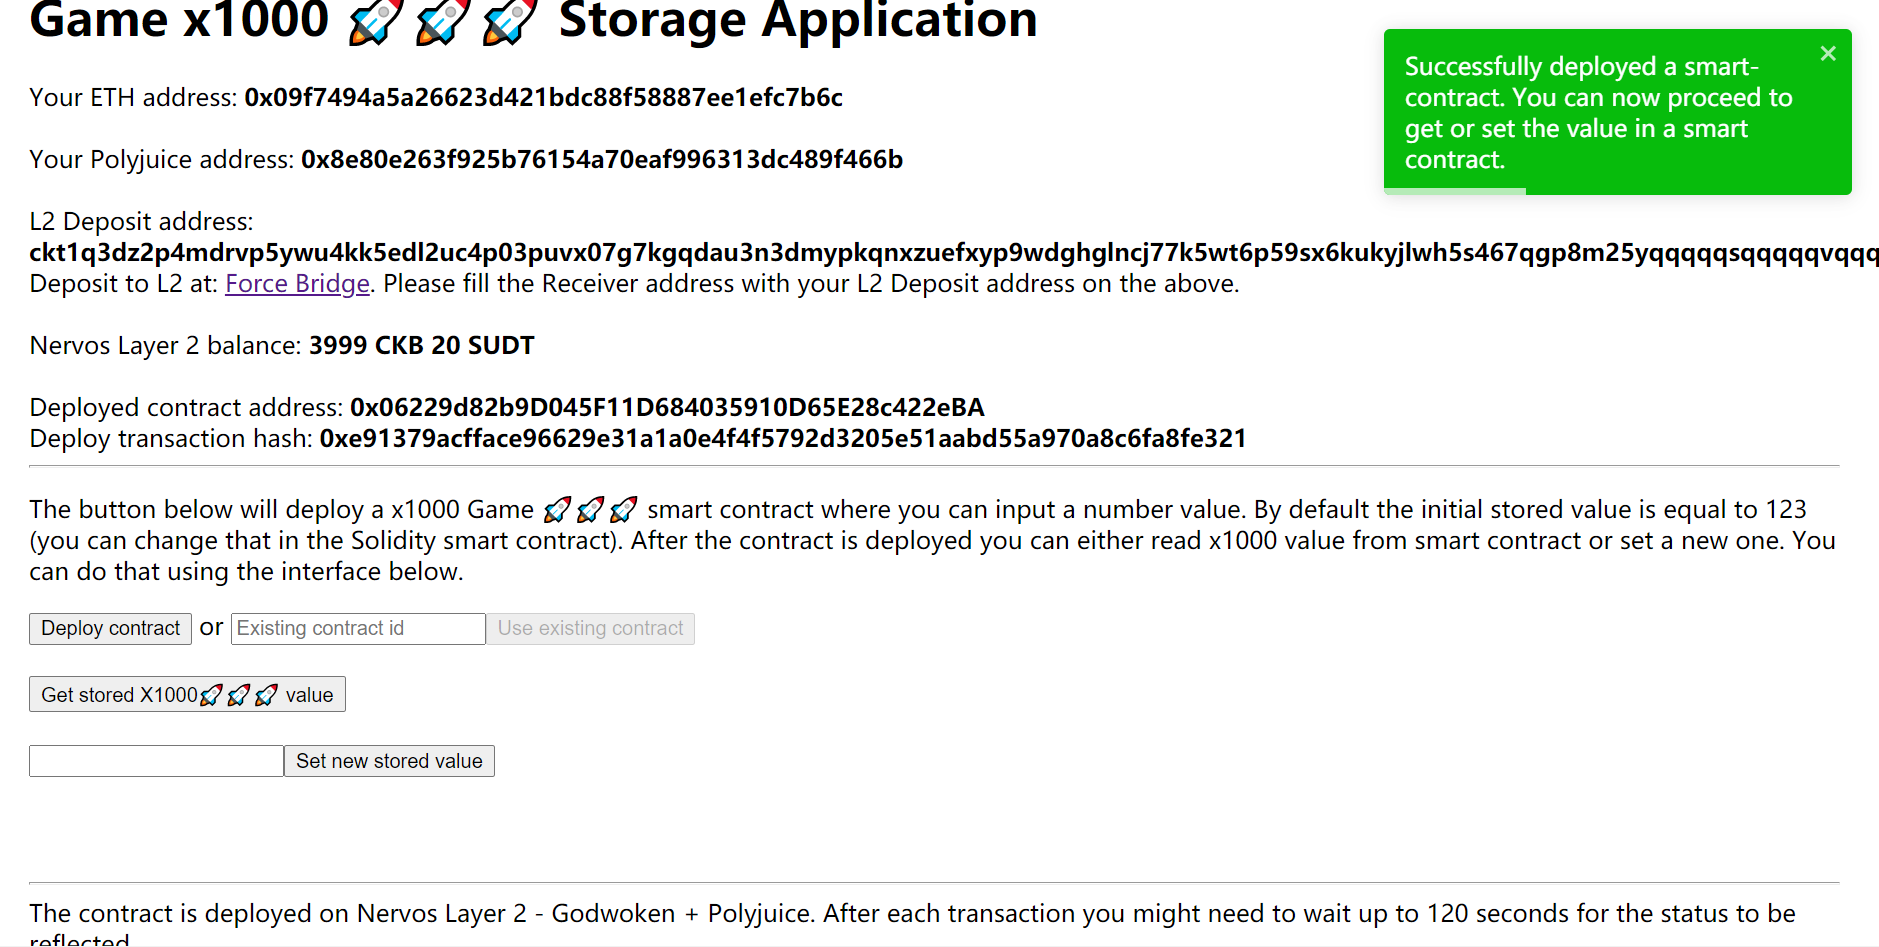 Game x1000 🚀🚀🚀 Storage Application
Successfully deployed a smart-
contract. You can now proceed to
get or set the value in a smart
contract.
Your ETH address: 0x09f7494a5a26623d421bdc88f58887ee1efc7b6c
Your Polyjuice address: 0x8e80e263f925b76154a70eaf996313dc489f466b
L2 Deposit address:
ckt1q3dz2p4mdrvp5ywu4kk5edl2uc4p03puvx07g7kgqdau3n3dmypkqnxzuefxyp9wdghglncj77k5wt6p59sx6kukyjlwh5s467qgp8m25yqqqqqsqqqqqvqqq
Deposit to L2 at: Force Bridge. Please fill the Receiver address with your L2 Deposit address on the above.
Nervos Layer 2 balance: 3999 CKB 20 SUDT
Deployed contract address: 0x06229d82b9D045F11D684035910D65E28c422eBA
Deploy transaction hash: 0xe91379acfface96629e31a1a0e4f4f5792d3205e51aabd55a970a8c6fa8fe321
The button below will deploy a x1000 Game 🚀🚀🚀 smart contract where you can input a number value. By default the initial stored value is equal to 123
(you can change that in the Solidity smart contract). After the contract is deployed you can either read x1000 value from smart contract or set a new one. You
can do that using the interface below.
Deploy contract or Existing contract id Use existing contract
Get stored X1000🚀🚀🚀 value
Set new stored value
The contract is deployed on Nervos Layer 2 - Godwoken + Polyjuice. After each transaction you might need to wait up to 120 seconds for the status to be
reflected.